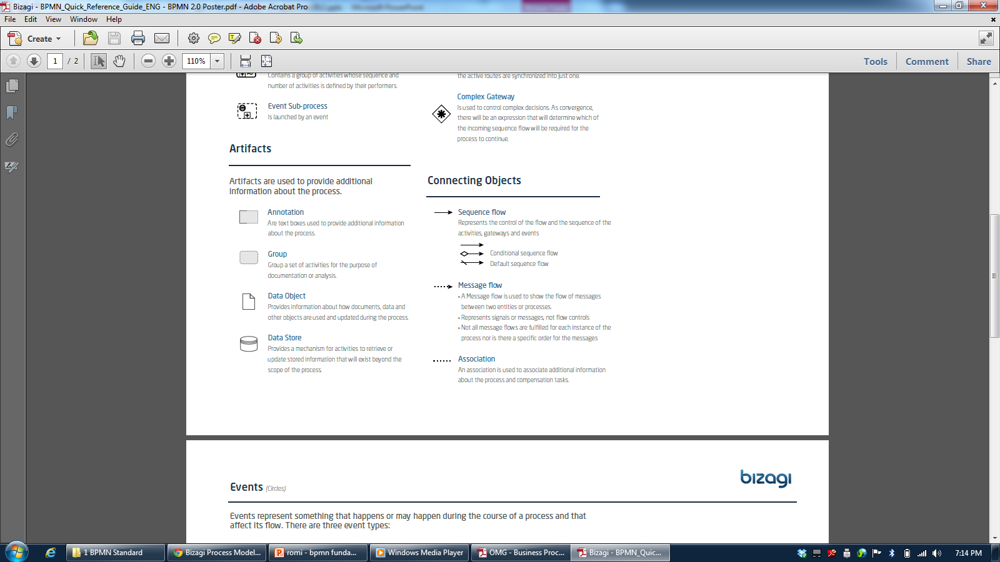 Bizagi - BPMN_Quick_Reference_Guide_ENG - BPMN 2.0 Poster.pdf - Adobe Acrobat Pro
File Edit View Window Help
Create
1 / 2 110% Tools Comment Share
Contains a group of activities whose sequence and
number of activities is defined by their performers.
Event Sub-process
Is launched by an event
the active routes are synchronized into just one.
Complex Gateway
Is used to control complex decisions. As convergence,
there will be an expression that will determine which of
the incoming sequence flow will be required for the
process to continue.
Artifacts
Artifacts are used to provide additional
information about the process.
Annotation
Are text boxes used to provide additional information
about the process.
Group
Group a set of activities for the purpose of
documentation or analysis.
Data Object
Provides information about how documents, data and
other objects are used and updated during the process.
Data Store
Provides a mechanism for activities to retrieve or
update stored information that will exist beyond the
scope of the process.
Connecting Objects
Sequence flow
Represents the control of the flow and the sequence of the
activities, gateways and events
Conditional sequence flow
Default sequence flow
Message flow
• A Message flow is used to show the flow of messages
between two entities or processes.
• Represents signals or messages, not flow controls
• Not all message flows are fulfilled for each instance of the
process nor is there a specific order for the messages
Association
An association is used to associate additional information
about the process and compensation tasks.
bizagi
Events (Circles)
Events represent something that happens or may happen during the course of a process and that
affect its flow. There are three event types:
1 BPMN Standard
Bizagi Process Model...
romi - bpmn funda...
Windows Media Player
OMG - Business Proc...
Bizagi - BPMN_Quic...
7:14 PM